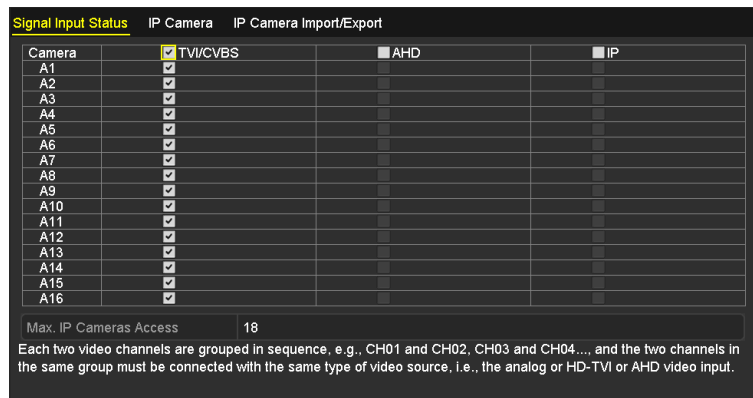 Signal Input Status IP Camera IP Camera Import/Export
Camera TVI/CVBS AHD IP
A1
A2
A3
A4
A5
A6
A7
A8
A9
A10
A11
A12
A13
A14
A15
A16
Max. IP Cameras Access 18
Each two video channels are grouped in sequence, e.g., CH01 and CH02, CH03 and CH04..., and the two channels in
the same group must be connected with the same type of video source, i.e., the analog or HD-TVI or AHD video input.